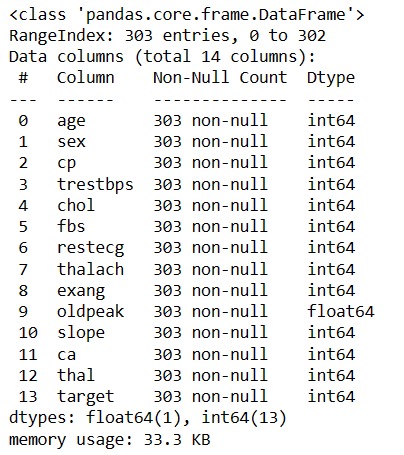 <class 'pandas.core.frame.DataFrame'>
RangeIndex: 303 entries, 0 to 302
Data columns (total 14 columns):
 #   Column    Non-Null Count  Dtype
---  ------    --------------  -----
 0   age       303 non-null    int64
 1   sex       303 non-null    int64
 2   cp        303 non-null    int64
 3   trestbps  303 non-null    int64
 4   chol      303 non-null    int64
 5   fbs       303 non-null    int64
 6   restecg   303 non-null    int64
 7   thalach   303 non-null    int64
 8   exang     303 non-null    int64
 9   oldpeak   303 non-null    float64
 10  slope     303 non-null    int64
 11  ca        303 non-null    int64
 12  thal      303 non-null    int64
 13  target    303 non-null    int64
dtypes: float64(1), int64(13)
memory usage: 33.3 KB